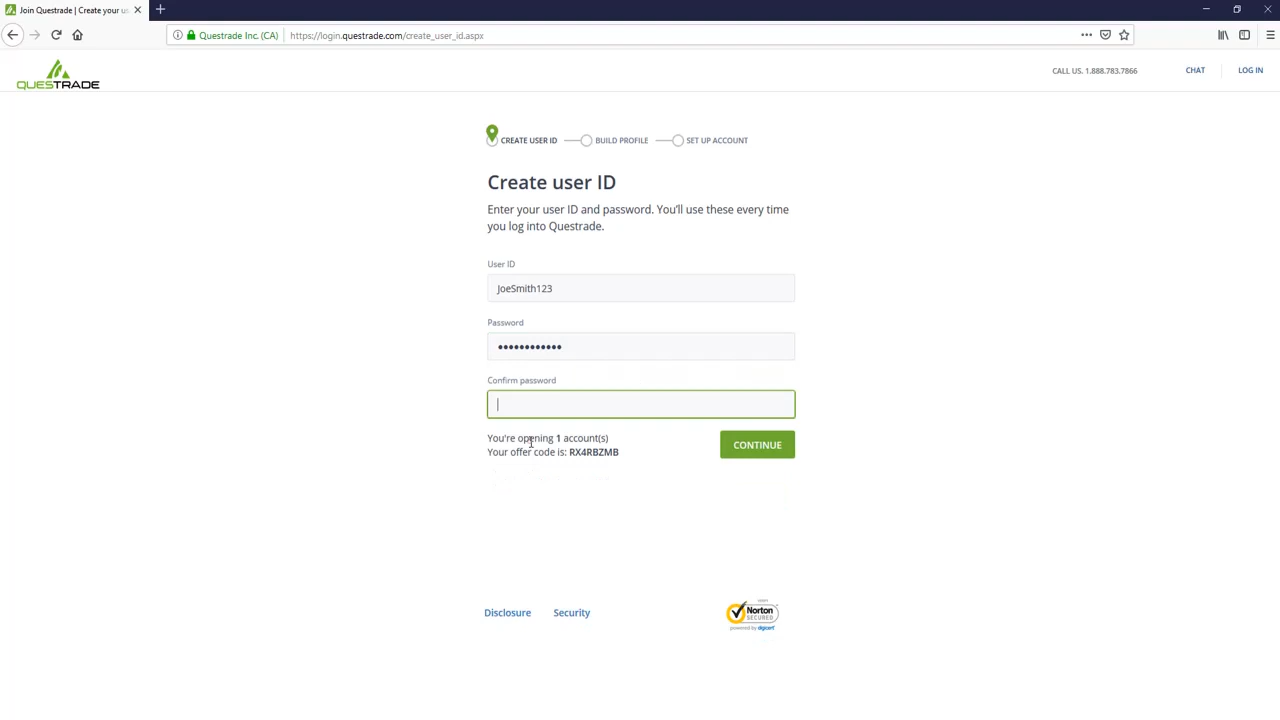 Join Questrade | Create your us
Questrade Inc. (CA)
https://login.questrade.com/create_user_id.aspx
QUESTRADE
CALL US. 1.888.783.7866
CHAT
LOG IN
CREATE USER ID
BUILD PROFILE
SET UP ACCOUNT
Create user ID
Enter your user ID and password. You'll use these every time
you log into Questrade.
User ID
JoeSmith123
Password
••••••••••••
Confirm password
You're opening 1 account(s)
Your offer code is: RX4RBZMB
CONTINUE
Disclosure
Security
Norton
SECURED
powered by digicert